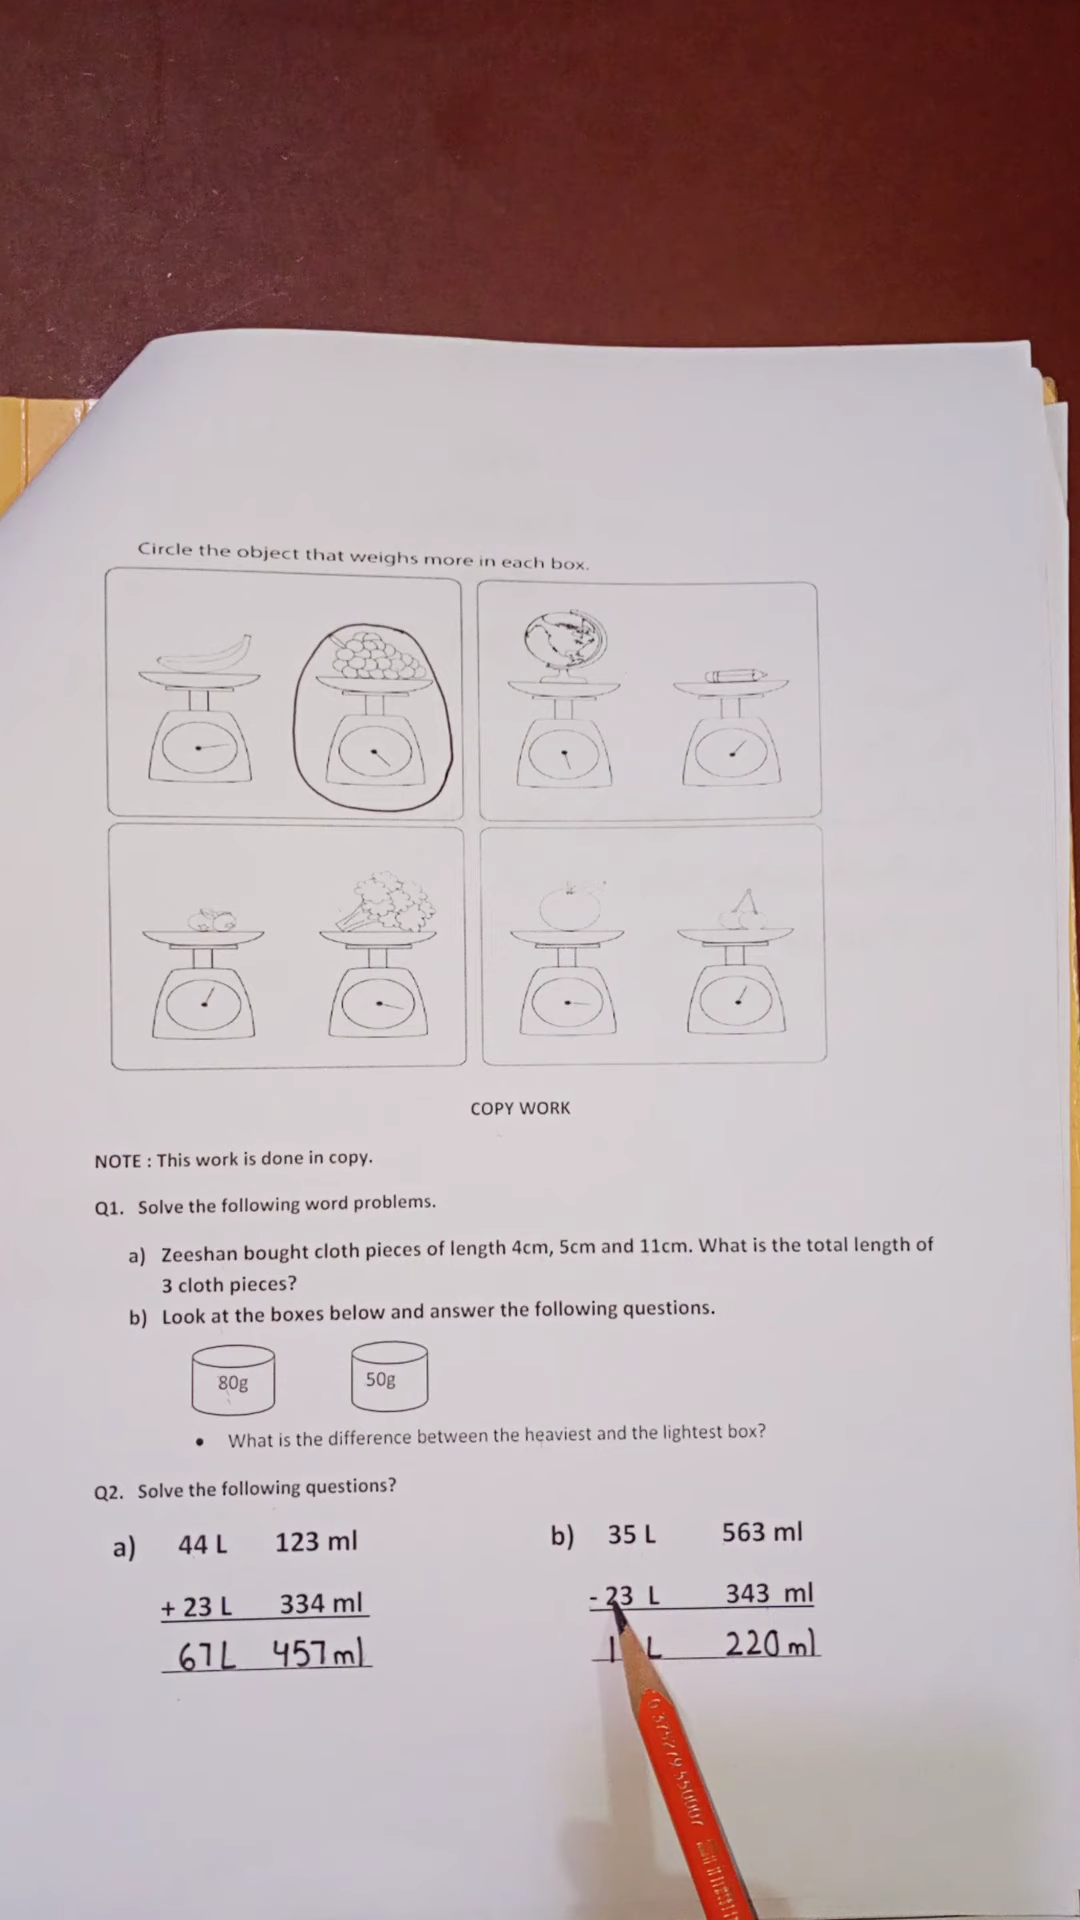 Circle the object that weighs more in each box.
COPY WORK
NOTE : This work is done in copy.
Q1. Solve the following word problems.
a) Zeeshan bought cloth pieces of length 4cm, 5cm and 11cm. What is the total length of
3 cloth pieces?
b) Look at the boxes below and answer the following questions.
80g 50g
• What is the difference between the heaviest and the lightest box?
Q2. Solve the following questions?
a) 44 L 123 ml b) 35 L 563 ml
+ 23 L 334 ml - 23 L 343 ml
67L 457ml 1 L 220ml